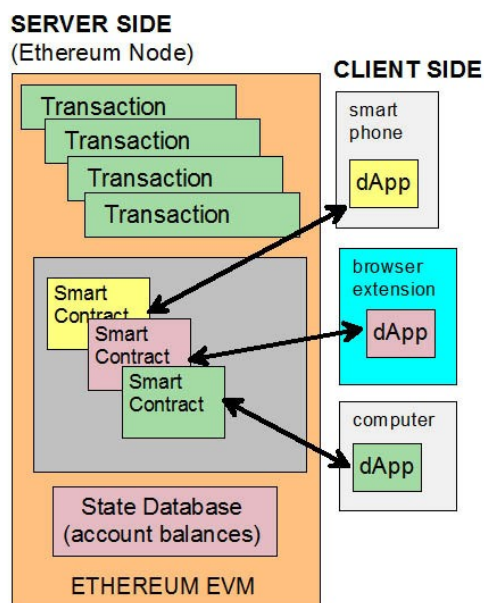 SERVER SIDE
(Ethereum Node)
Transaction
Transaction
Transaction
Transaction
Smart
Contract
Smart
Contract
Smart
Contract
State Database
(account balances)
ETHEREUM EVM
CLIENT SIDE
smart
phone
dApp
browser
extension
dApp
computer
dApp